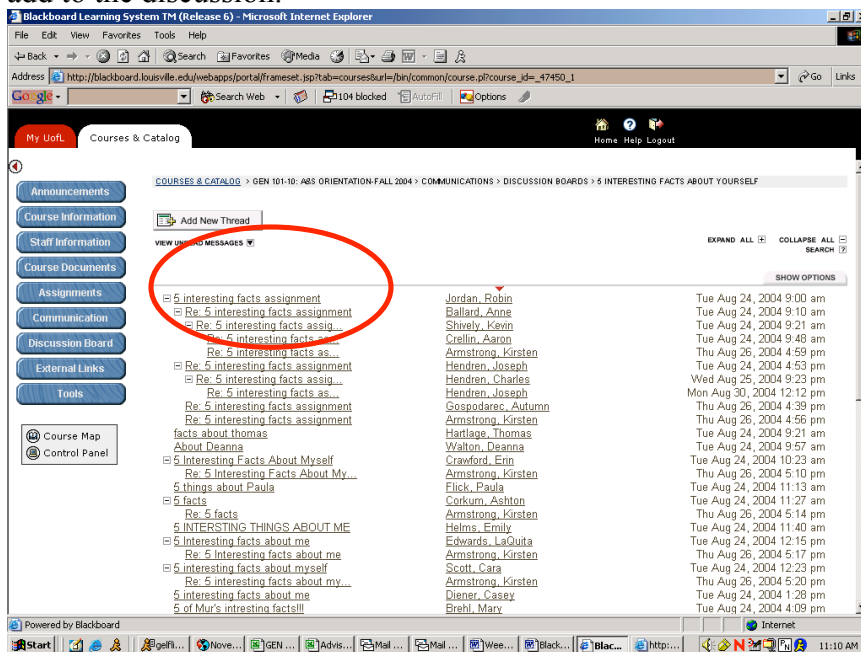 add to the discussion.
Blackboard Learning System TM (Release 6) - Microsoft Internet Explorer
File Edit View Favorites Tools Help
Back Search Favorites Media
Address http://blackboard.louisville.edu/webapps/portal/frameset.jsp?tab=courses&url=/bin/common/course.pl?course_id=_47450_1 Go Links
Google Search Web 104 blocked AutoFill Options
My UofL Courses & Catalog Home Help Logout
COURSES & CATALOG > GEN 101-10: A&S ORIENTATION-FALL 2004 > COMMUNICATIONS > DISCUSSION BOARDS > 5 INTERESTING FACTS ABOUT YOURSELF
Announcements
Course Information
Staff Information
Course Documents
Assignments
Communication
Discussion Board
External Links
Tools
Course Map
Control Panel
Add New Thread
VIEW UNREAD MESSAGES EXPAND ALL COLLAPSE ALL
SEARCH
SHOW OPTIONS
5 interesting facts assignment Jordan, Robin Tue Aug 24, 2004 9:00 am
Re: 5 interesting facts assignment Ballard, Anne Tue Aug 24, 2004 9:10 am
Re: 5 interesting facts assig... Shively, Kevin Tue Aug 24, 2004 9:21 am
Re: 5 interesting facts as... Crellin, Aaron Tue Aug 24, 2004 9:48 am
Re: 5 interesting facts as... Armstrong, Kirsten Thu Aug 26, 2004 4:59 pm
Re: 5 interesting facts assignment Hendren, Joseph Tue Aug 24, 2004 4:53 pm
Re: 5 interesting facts assig... Hendren, Charles Wed Aug 25, 2004 9:23 pm
Re: 5 interesting facts as... Hendren, Joseph Mon Aug 30, 2004 12:12 pm
Re: 5 interesting facts assignment Gospodarec, Autumn Thu Aug 26, 2004 4:39 pm
Re: 5 interesting facts assignment Armstrong, Kirsten Thu Aug 26, 2004 4:56 pm
facts about thomas Hartlage, Thomas Tue Aug 24, 2004 9:21 am
About Deanna Walton, Deanna Tue Aug 24, 2004 9:57 am
5 Interesting Facts About Myself Crawford, Erin Tue Aug 24, 2004 10:23 am
Re: 5 Interesting Facts About My... Armstrong, Kirsten Thu Aug 26, 2004 5:10 pm
5 things about Paula Flick, Paula Tue Aug 24, 2004 11:13 am
5 facts Corkum, Ashton Tue Aug 24, 2004 11:27 am
Re: 5 facts Armstrong, Kirsten Thu Aug 26, 2004 5:14 pm
5 INTERSTING THINGS ABOUT ME Helms, Emily Tue Aug 24, 2004 11:40 am
5 Interesting Facts about me Edwards, LaQuita Tue Aug 24, 2004 12:15 pm
Re: 5 Interesting Facts about me Armstrong, Kirsten Thu Aug 26, 2004 5:17 pm
5 interesting facts about myself Scott, Cara Tue Aug 24, 2004 12:23 pm
Re: 5 interesting facts about my... Armstrong, Kirsten Thu Aug 26, 2004 5:20 pm
5 interesting facts about me Diener, Casey Tue Aug 24, 2004 1:28 pm
5 of Mur's intresting facts!!! Brehl, Mary Tue Aug 24, 2004 4:09 pm
Powered by Blackboard Internet
Start gelfli... Nove... GEN ... Advis... Mail ... Mail ... Wee... Black... Blac... http:... 11:10 AM